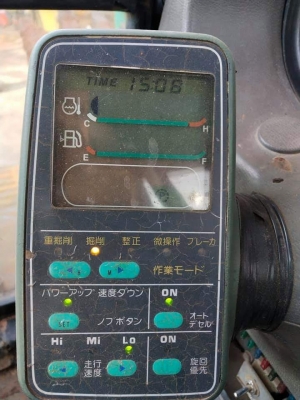 TIME 15:08
C H
E F
重掘削 掘削 整正 微操作 ブレーカ
作業モード
パワーアップ 速度ダウン ON
SET ノブボタン オートデセル
Hi Mi Lo ON
走行速度 旋回優先